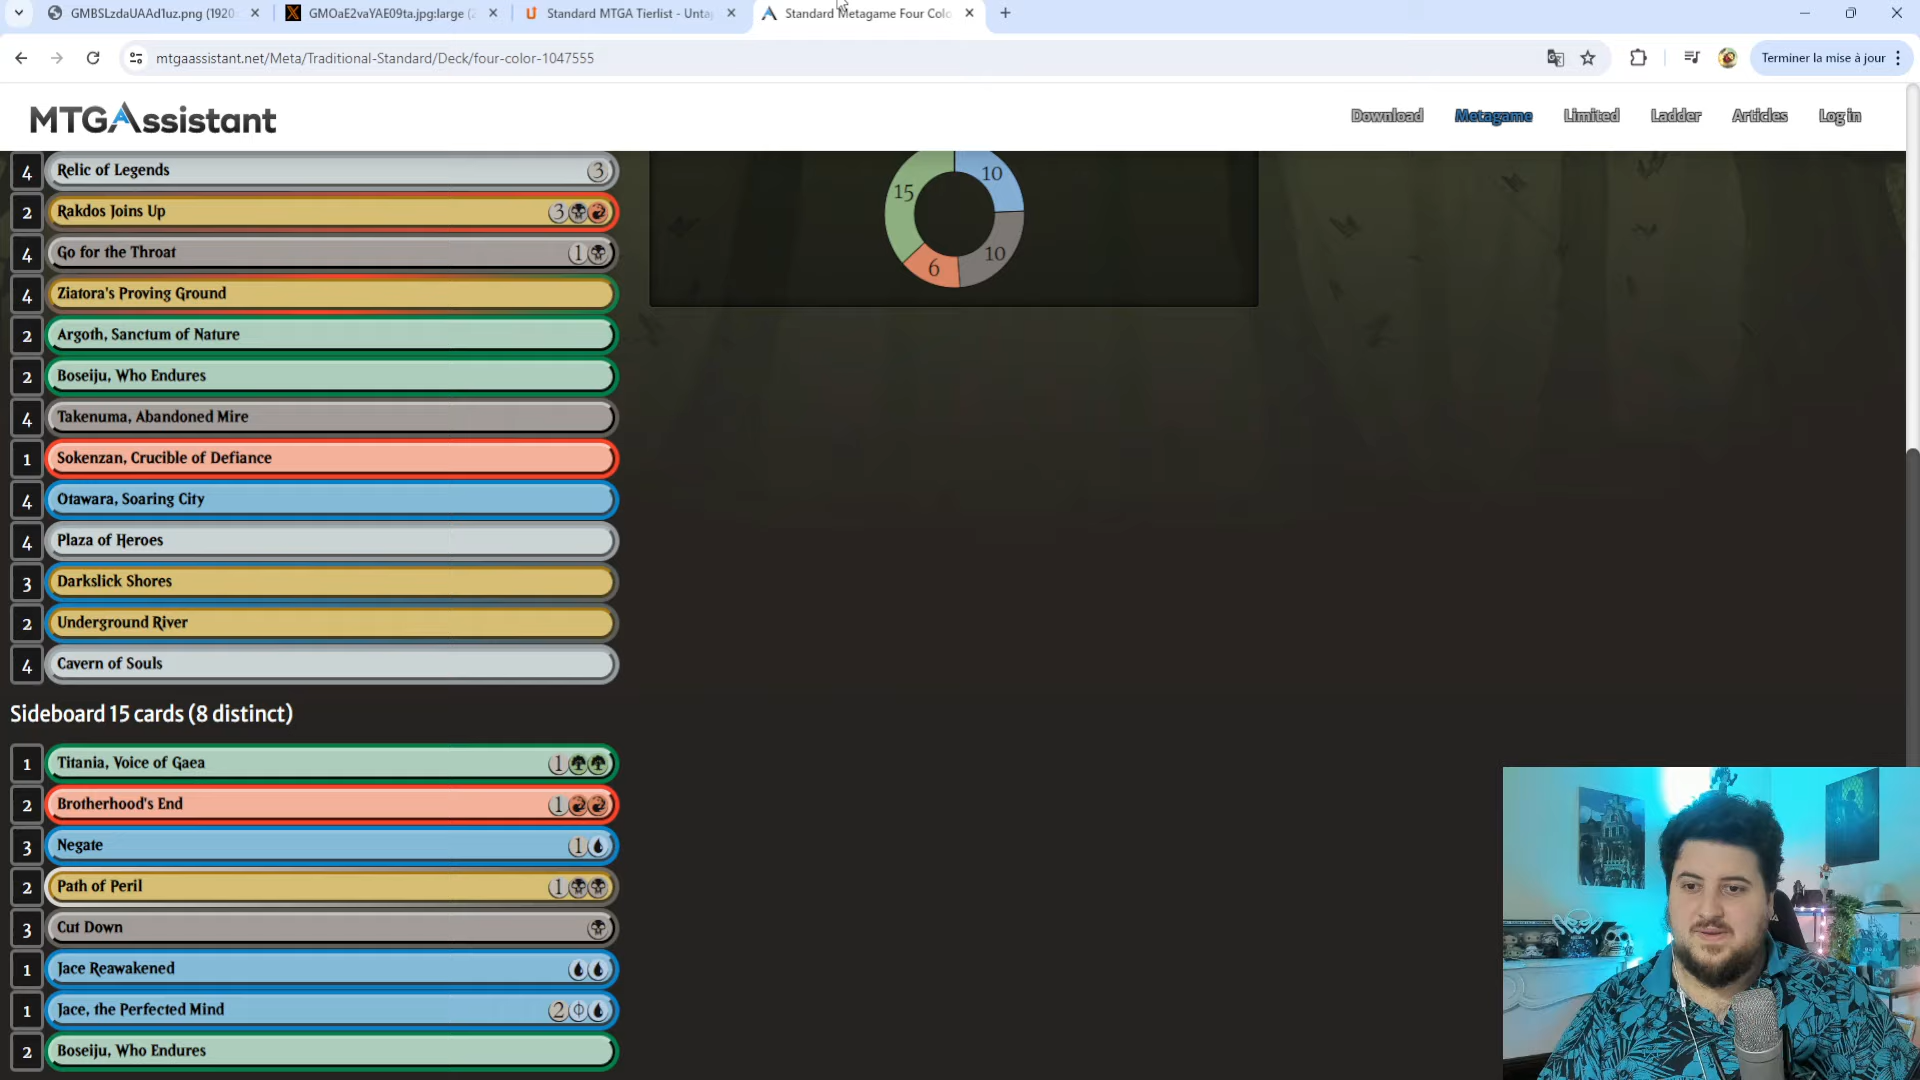 GMBSLzdaUAAd1uz.png (1920
GMOaE2vaYAE09ta.jpg:large (2
Standard MTGA Tierlist - Unta
Standard Metagame Four Colo
mtgaassistant.net/Meta/Traditional-Standard/Deck/four-color-1047555
Terminer la mise à jour
MTGAssistant
Download Metagame Limited Ladder Articles Log in
4 Relic of Legends 3
2 Rakdos Joins Up 3
4 Go for the Throat 1
4 Ziatora's Proving Ground
2 Argoth, Sanctum of Nature
2 Boseiju, Who Endures
4 Takenuma, Abandoned Mire
1 Sokenzan, Crucible of Defiance
4 Otawara, Soaring City
4 Plaza of Heroes
3 Darkslick Shores
2 Underground River
4 Cavern of Souls
15 10
6 10
Sideboard 15 cards (8 distinct)
1 Titania, Voice of Gaea 1
2 Brotherhood's End 1
3 Negate 1
2 Path of Peril 1
3 Cut Down
1 Jace Reawakened
1 Jace, the Perfected Mind 2
2 Boseiju, Who Endures